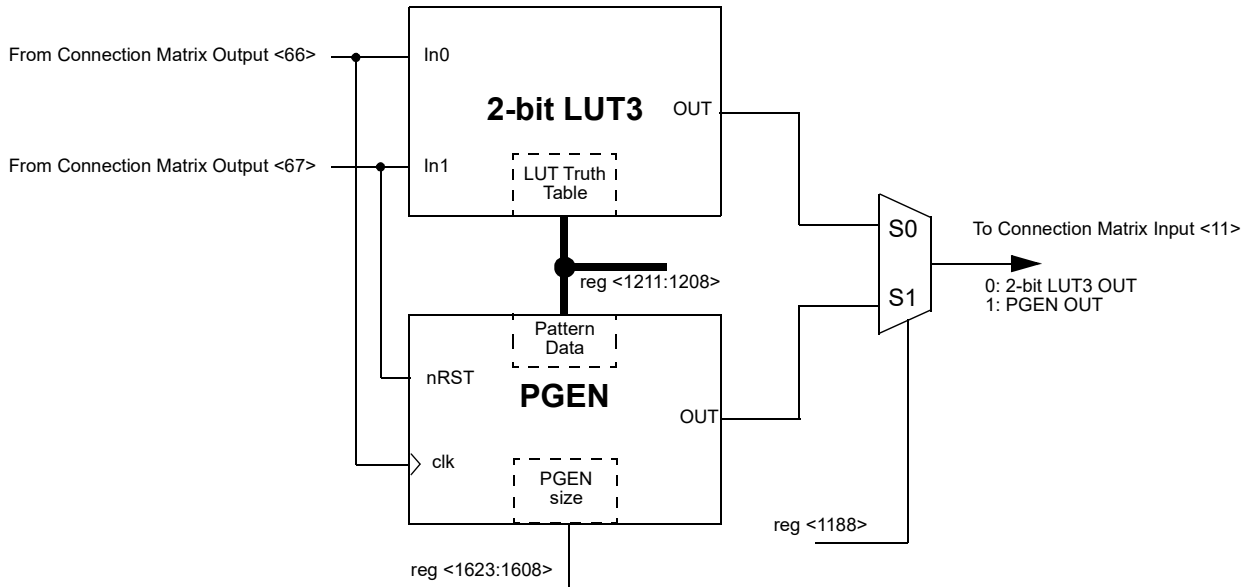 From Connection Matrix Output <66>
In0
2-bit LUT3
OUT
From Connection Matrix Output <67>
In1
LUT Truth
Table
S0
To Connection Matrix Input <11>
reg <1211:1208>
0: 2-bit LUT3 OUT
S1
1: PGEN OUT
Pattern
Data
nRST
PGEN
OUT
clk
PGEN
size
reg <1188>
reg <1623:1608>